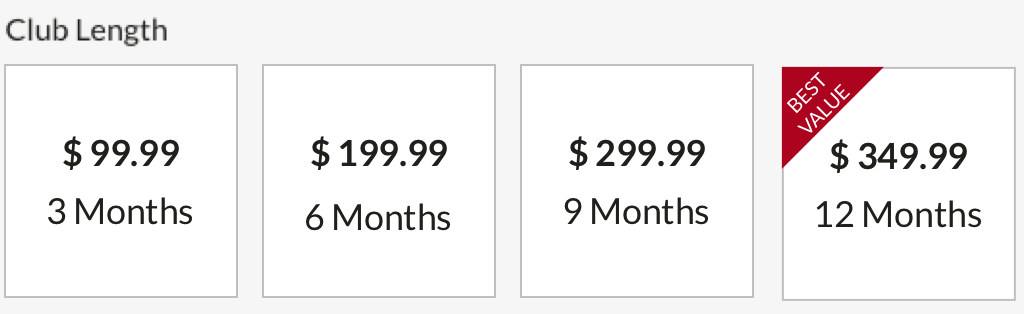 Club Length
$ 99.99
3 Months
$ 199.99
6 Months
$ 299.99
9 Months
BEST
VALUE
$ 349.99
12 Months